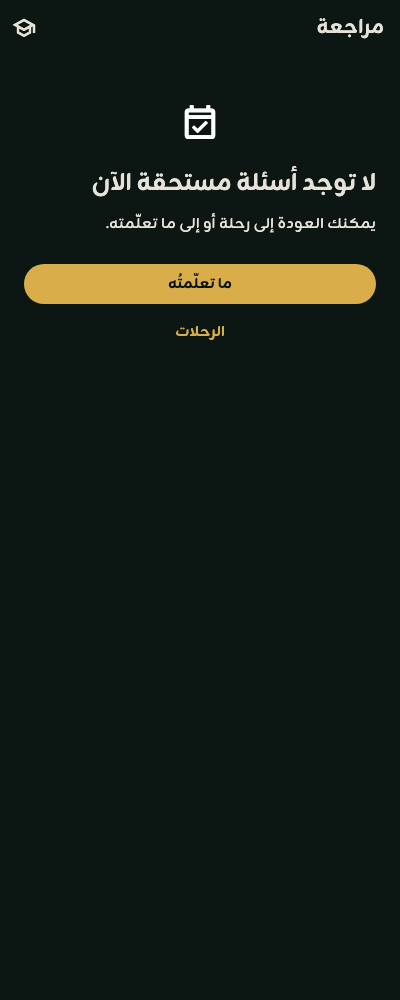 مراجعة
لا توجد أسئلة مستحقة الآن
يمكنك العودة إلى رحلة أو إلى ما تعلّمته.
ما تعلّمتُه
الرحلات